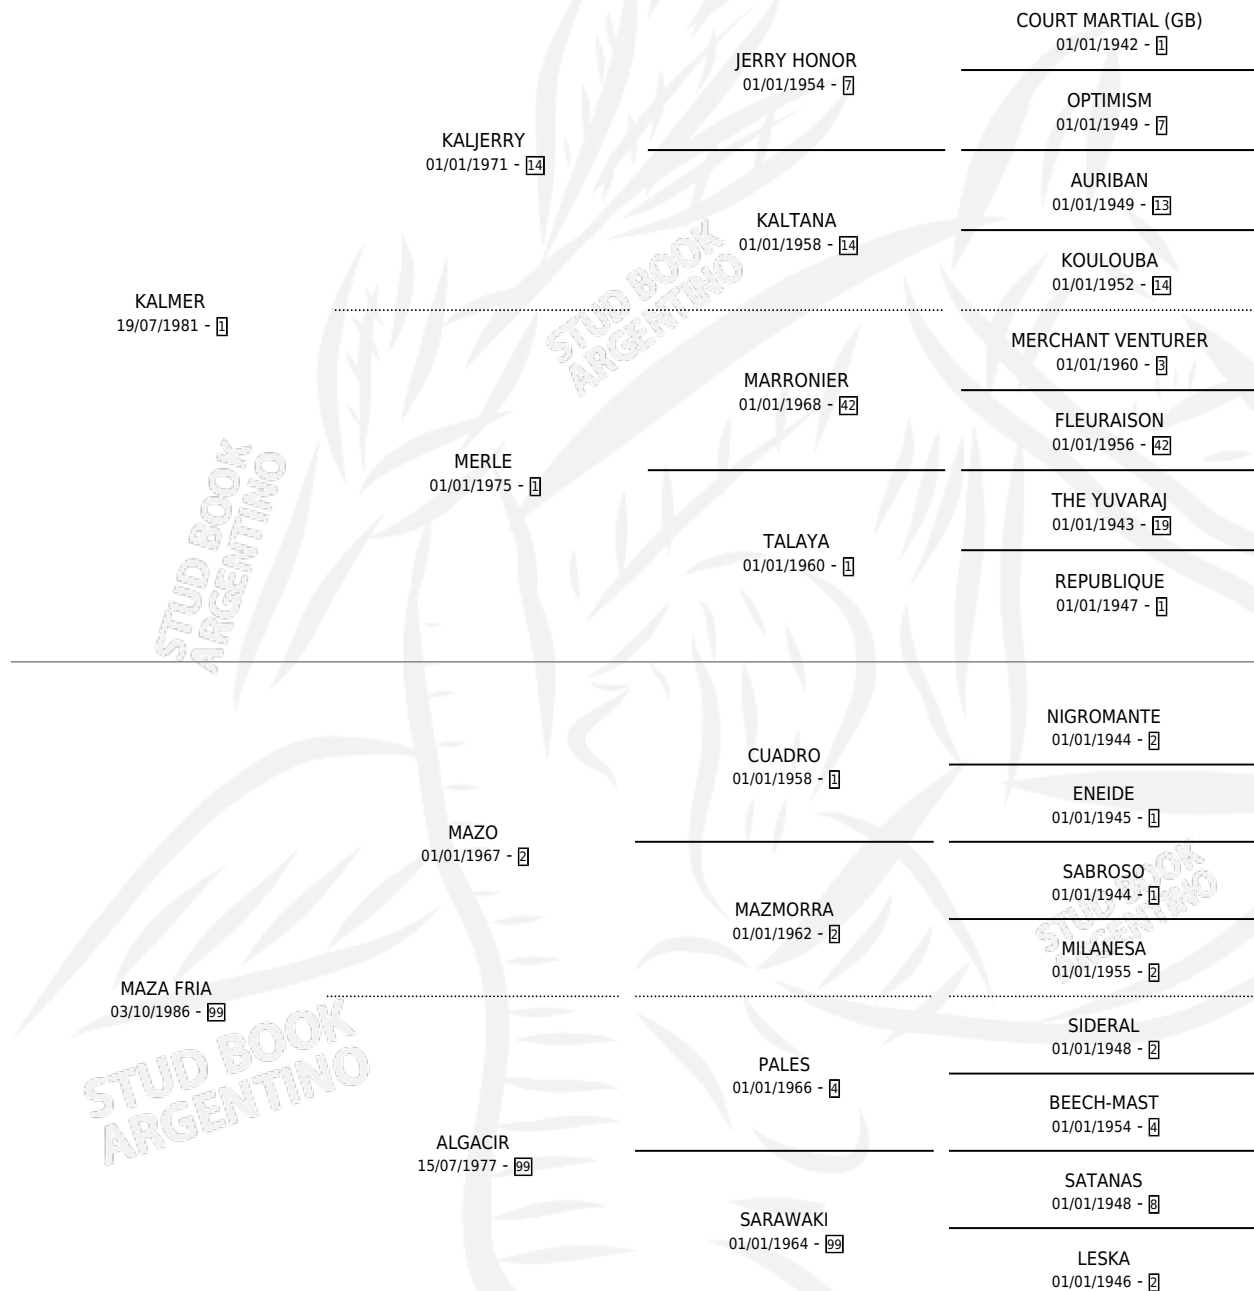 COURT MARTIAL (GB)
01/01/1942 - 1
JERRY HONOR
01/01/1954 - 7
OPTIMISM
01/01/1949 - 7
KALJERRY
01/01/1971 - 14
AURIBAN
01/01/1949 - 13
KALTANA
01/01/1958 - 14
KOULOUBA
01/01/1952 - 14
KALMER
19/07/1981 - 1
MERCHANT VENTURER
01/01/1960 - 3
MARRONIER
01/01/1968 - 42
FLEURAISON
01/01/1956 - 42
MERLE
01/01/1975 - 1
THE YUVARAJ
01/01/1943 - 19
TALAYA
01/01/1960 - 1
REPUBLIQUE
01/01/1947 - 1
NIGROMANTE
01/01/1944 - 2
CUADRO
01/01/1958 - 1
ENEIDE
01/01/1945 - 1
MAZO
01/01/1967 - 2
SABROSO
01/01/1944 - 1
MAZMORRA
01/01/1962 - 2
MILANESA
01/01/1955 - 2
MAZA FRIA
03/10/1986 - 99
SIDERAL
01/01/1948 - 2
PALES
01/01/1966 - 4
BEECH-MAST
01/01/1954 - 4
ALGACIR
15/07/1977 - 99
SATANAS
01/01/1948 - 8
SARAWAKI
01/01/1964 - 99
LESKA
01/01/1946 - 2
STUD BOOK
ARGENTINO
STUD BOOK
ARGENTINO
STUD BOOK
ARGENTINO
STUD BOOK
ARGENTINO